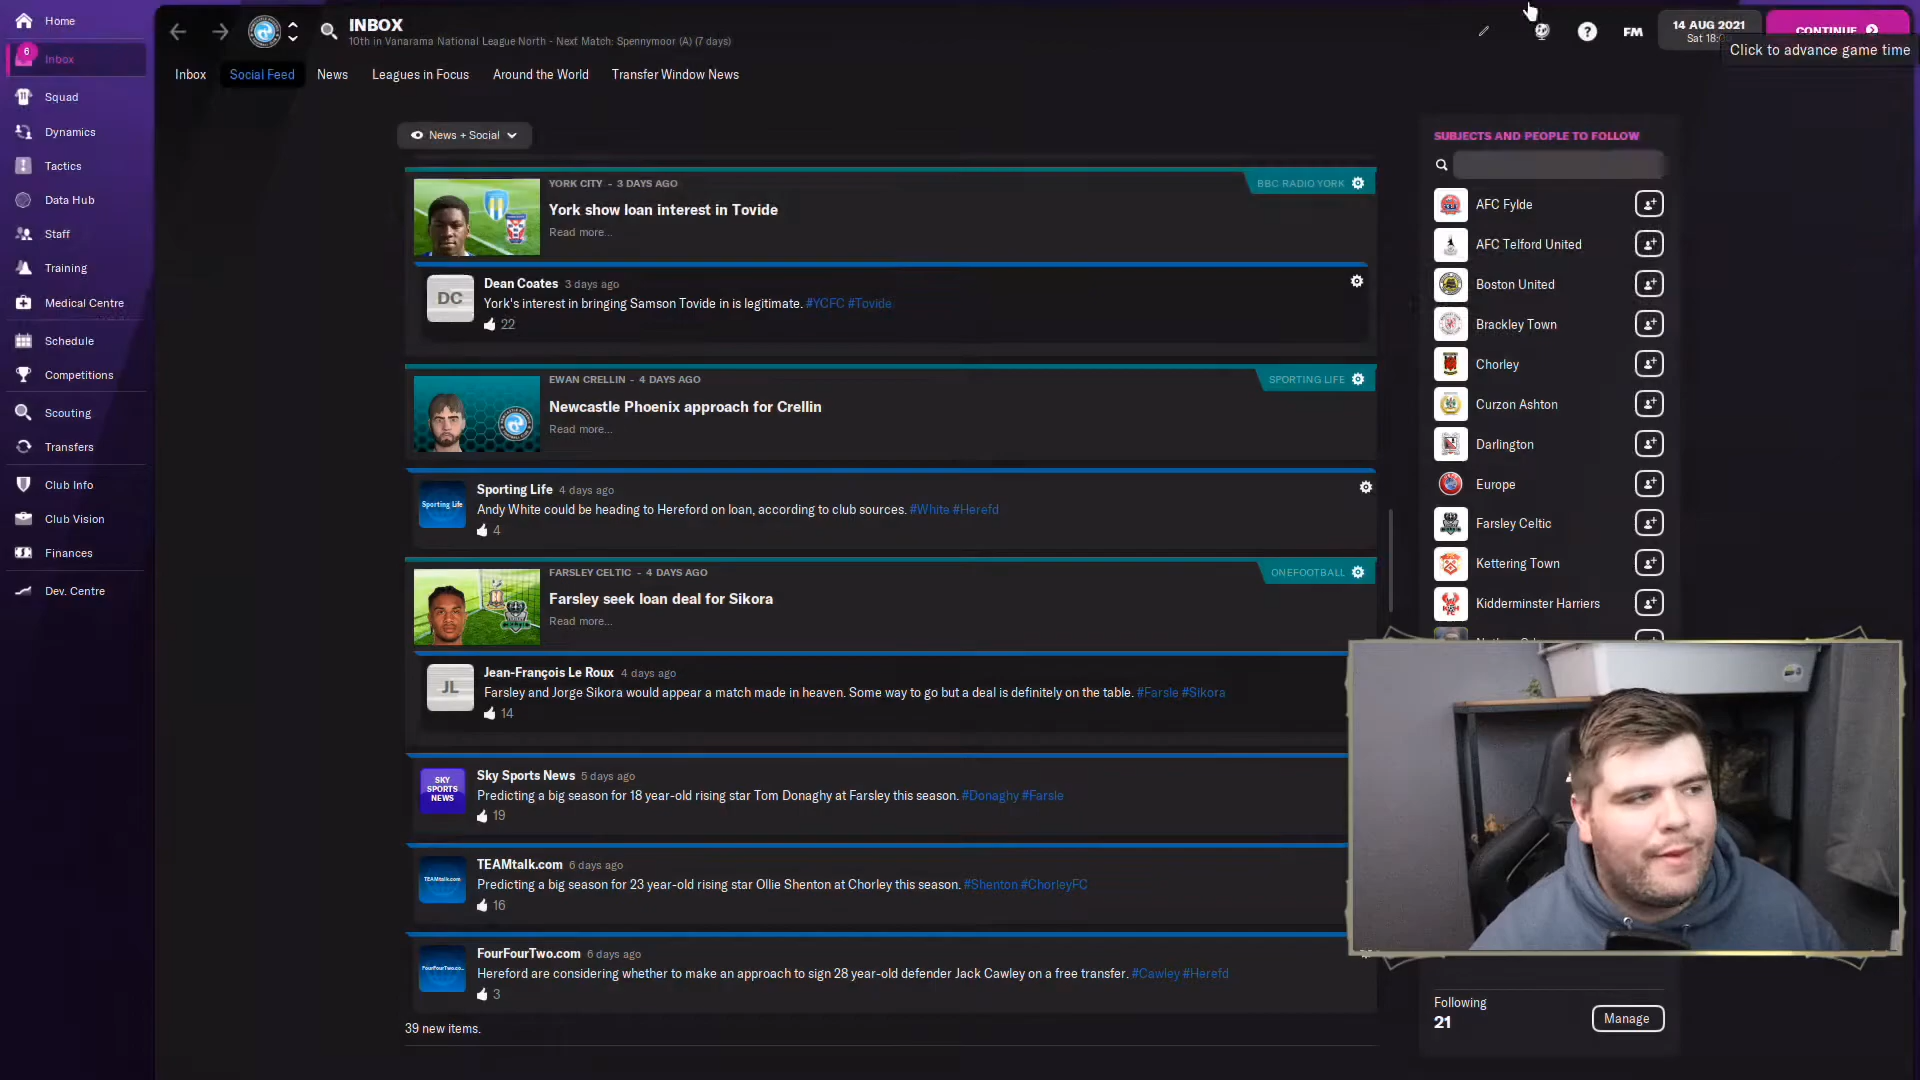 Home
6
Inbox
Squad
Dynamics
Tactics
Data Hub
Staff
Training
Medical Centre
Schedule
Competitions
Scouting
Transfers
Club Info
Club Vision
Finances
Dev. Centre
INBOX
10th in Vanarama National League North - Next Match: Spennymoor (A) (7 days)
FM
14 AUG 2021
Sat
CONTINUE
Click to advance game time
Inbox
Social Feed
News
Leagues in Focus
Around the World
Transfer Window News
News + Social
YORK CITY - 3 DAYS AGO
BBC RADIO YORK
York show loan interest in Tovide
Read more...
DC
Dean Coates 3 days ago
York's interest in bringing Samson Tovide in is legitimate. #YCFC #Tovide
22
EWAN CRELLIN - 4 DAYS AGO
SPORTING LIFE
Newcastle Phoenix approach for Crellin
Read more...
Sporting Life
Sporting Life 4 days ago
Andy White could be heading to Hereford on loan, according to club sources. #White #Herefd
4
FARSLEY CELTIC - 4 DAYS AGO
ONEFOOTBALL
Farsley seek loan deal for Sikora
Read more...
JL
Jean-François Le Roux 4 days ago
Farsley and Jorge Sikora would appear a match made in heaven. Some way to go but a deal is definitely on the table. #Farsle #Sikora
14
SKY SPORTS NEWS
Sky Sports News 5 days ago
Predicting a big season for 18 year-old rising star Tom Donaghy at Farsley this season. #Donaghy #Farsle
19
TEAMtalk.com
TEAMtalk.com 6 days ago
Predicting a big season for 23 year-old rising star Ollie Shenton at Chorley this season. #Shenton #ChorleyFC
16
FourFourTwo.co...
FourFourTwo.com 6 days ago
Hereford are considering whether to make an approach to sign 28 year-old defender Jack Cawley on a free transfer. #Cawley #Herefd
3
39 new items.
SUBJECTS AND PEOPLE TO FOLLOW
AFC Fylde
AFC Telford United
Boston United
Brackley Town
Chorley
Curzon Ashton
Darlington
Europe
Farsley Celtic
Kettering Town
Kidderminster Harriers
Following
21
Manage